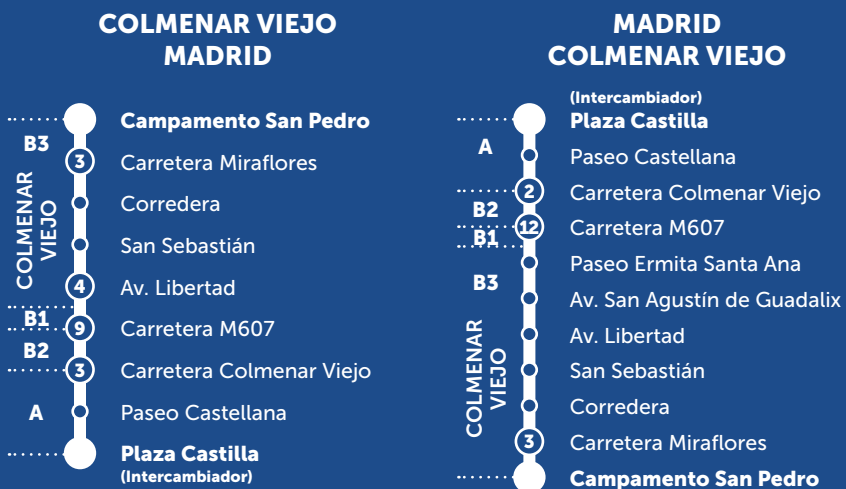 COLMENAR VIEJO
MADRID
B3
COLMENAR
VIEJO
B1
B2
A
Campamento San Pedro
3 Carretera Miraflores
Corredera
San Sebastián
4 Av. Libertad
9 Carretera M607
3 Carretera Colmenar Viejo
Paseo Castellana
Plaza Castilla
(Intercambiador)
MADRID
COLMENAR VIEJO
A
B2
B1
B3
COLMENAR
VIEJO
(Intercambiador)
Plaza Castilla
Paseo Castellana
2 Carretera Colmenar Viejo
12 Carretera M607
Paseo Ermita Santa Ana
Av. San Agustín de Guadalix
Av. Libertad
San Sebastián
Corredera
3 Carretera Miraflores
Campamento San Pedro